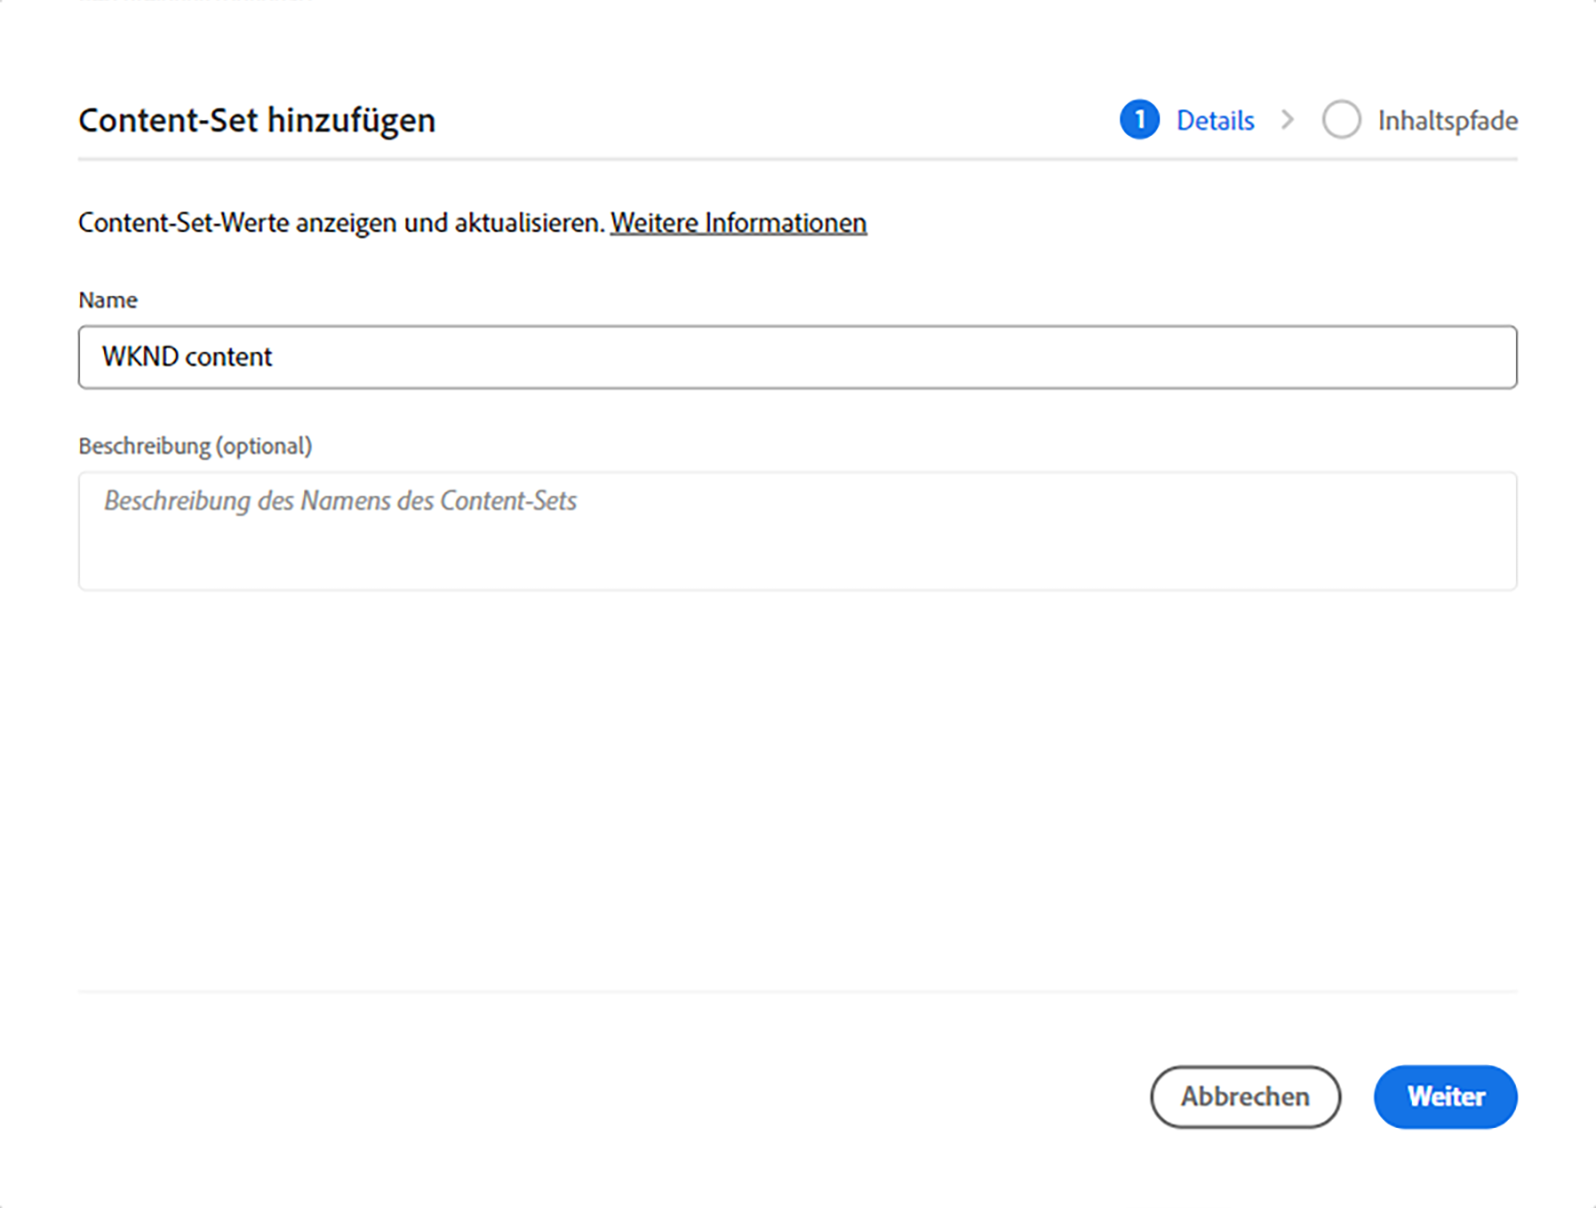 Content-Set hinzufügen
1 Details > Inhaltspfade
Content-Set-Werte anzeigen und aktualisieren. Weitere Informationen
Name
WKND content
Beschreibung (optional)
Beschreibung des Namens des Content-Sets
Abbrechen Weiter